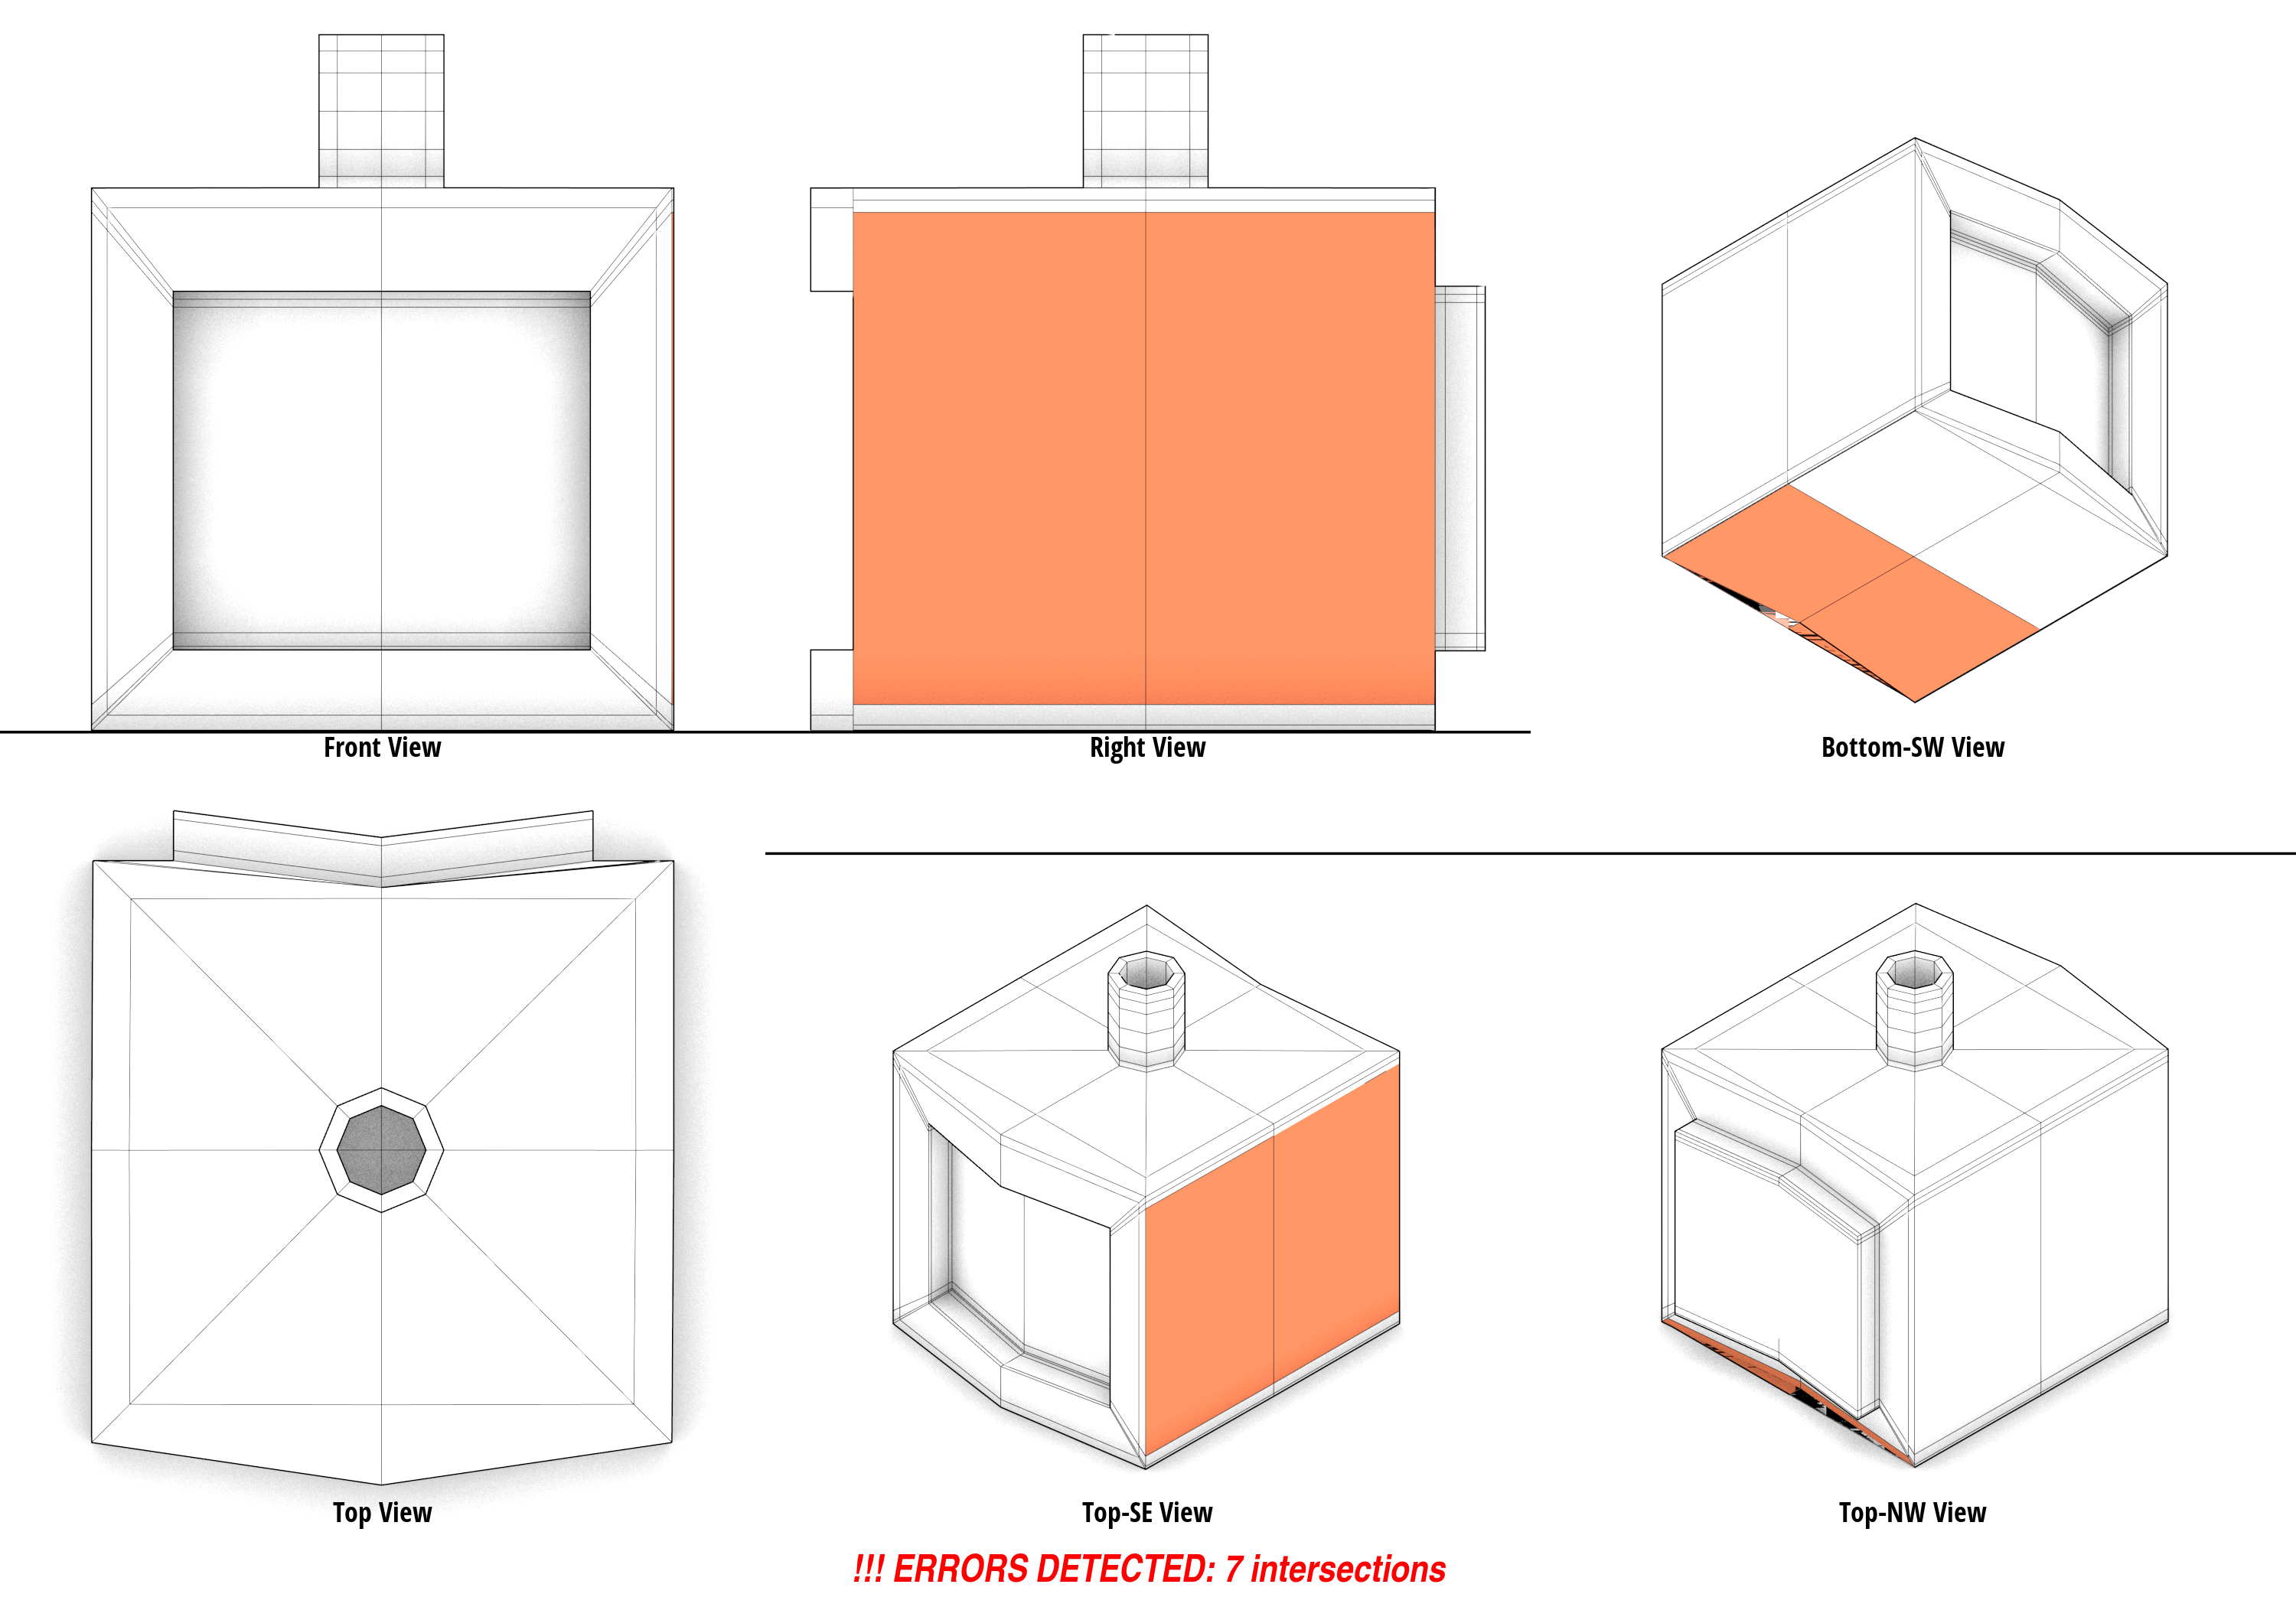 Front View
Right View
Bottom-SW View
Top View
Top-SE View
Top-NW View
!!! ERRORS DETECTED: 7 intersections